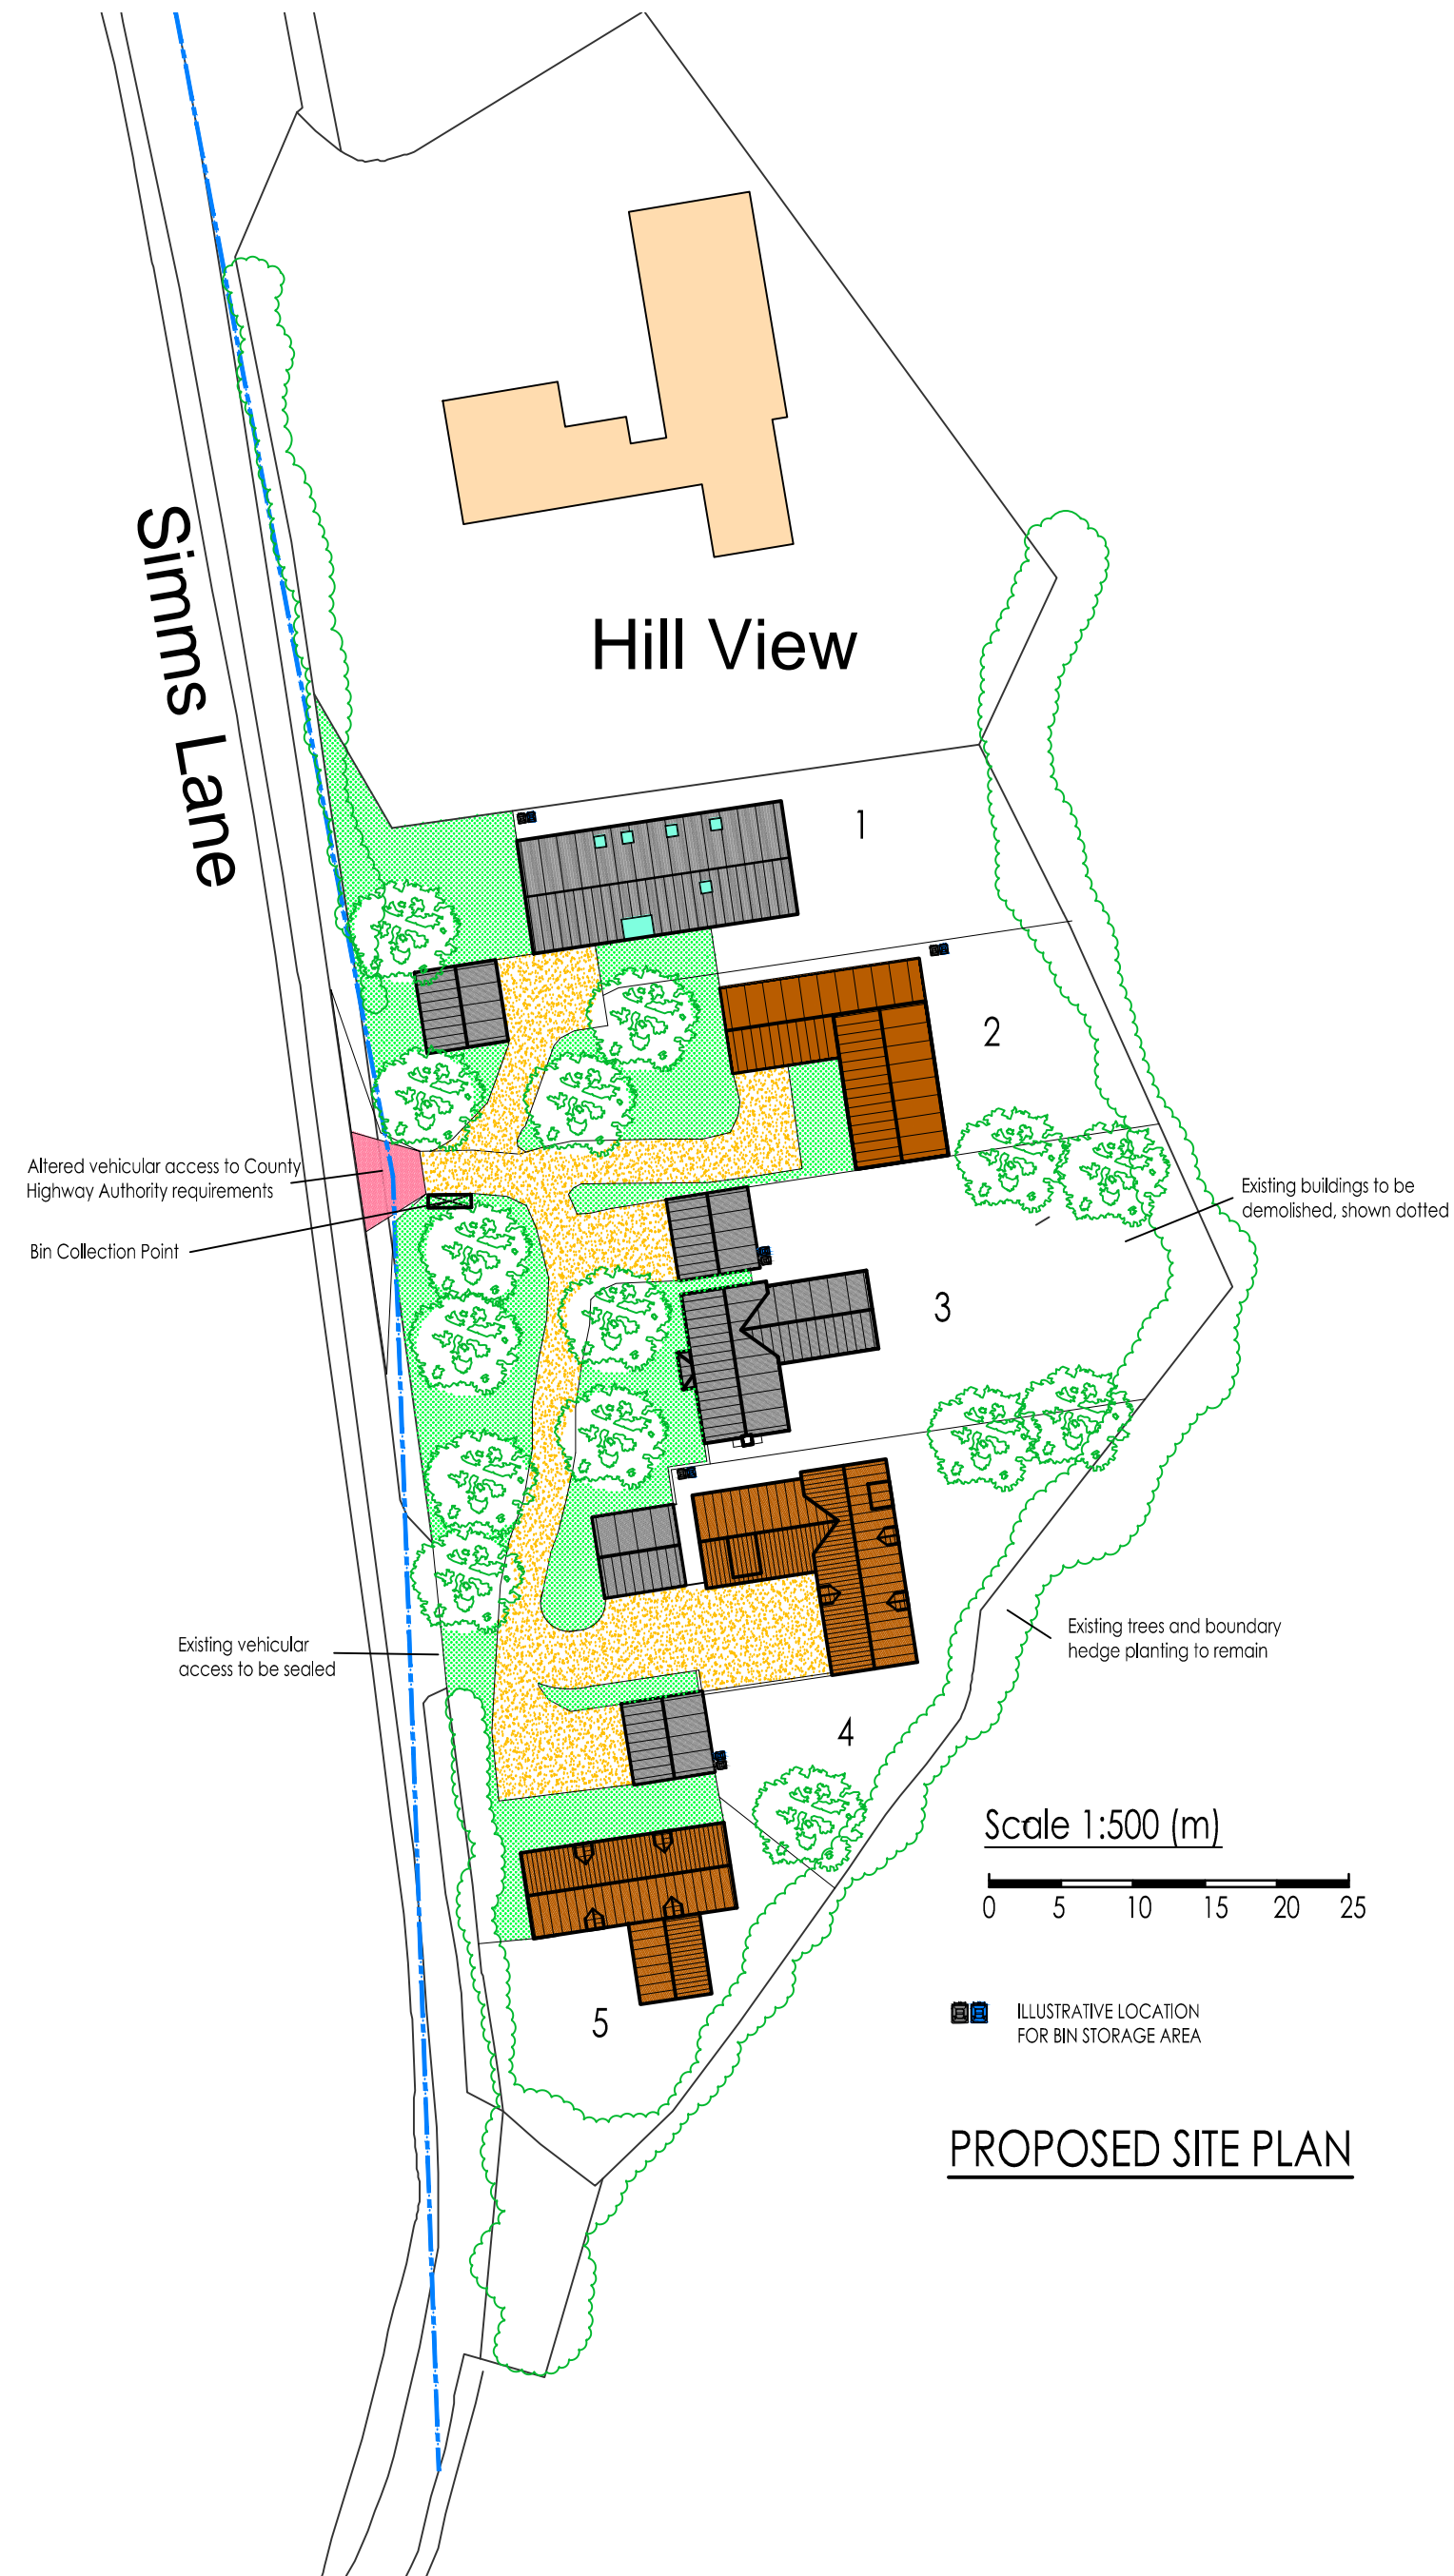 Simms Lane
Hill View
1
2
Altered vehicular access to County
Highway Authority requirements
Existing buildings to be
demolished, shown dotted
Bin Collection Point
3
Existing vehicular
access to be sealed
Existing trees and boundary
hedge planting to remain
4
Scale 1:500 (m)
0 5 10 15 20 25
5
ILLUSTRATIVE LOCATION
FOR BIN STORAGE AREA
PROPOSED SITE PLAN